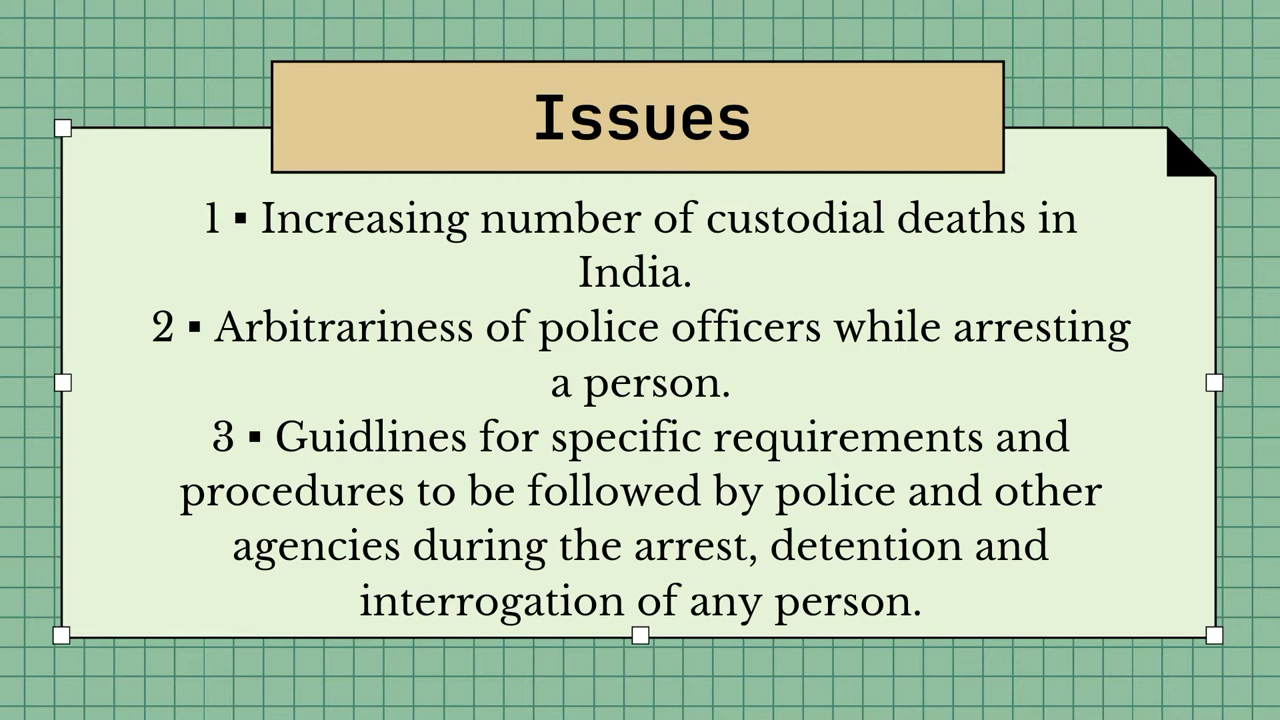 Issues
1 ▪ Increasing number of custodial deaths in
India.
2 ▪ Arbitrariness of police officers while arresting
a person.
3 ▪ Guidlines for specific requirements and
procedures to be followed by police and other
agencies during the arrest, detention and
interrogation of any person.